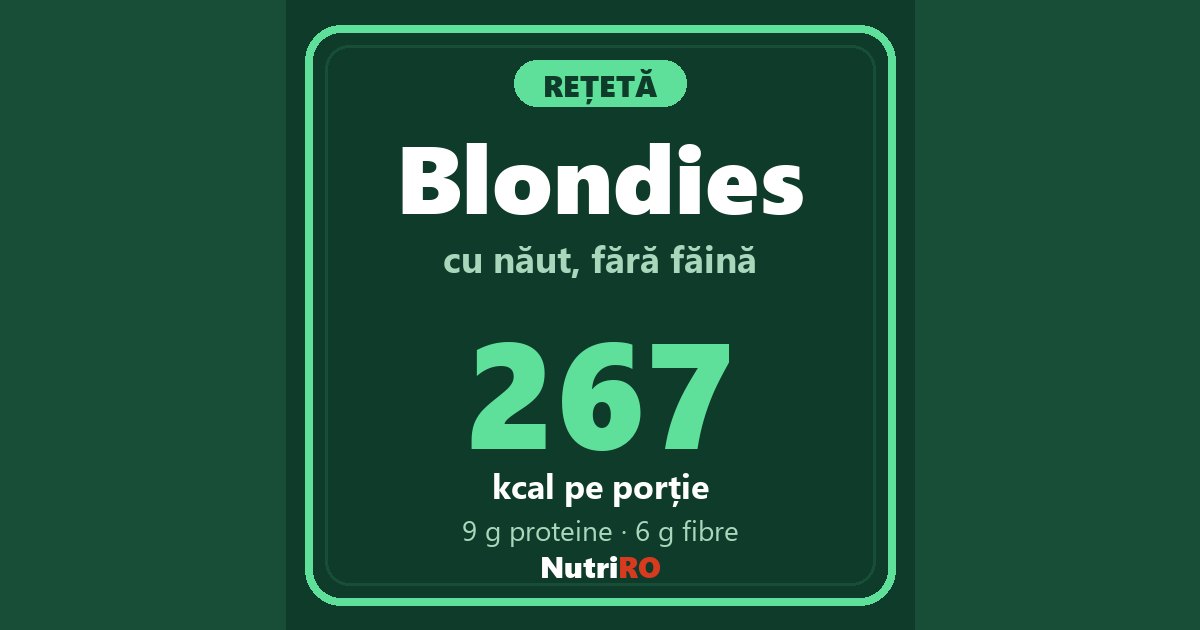 REȚETĂ
Blondies
cu năut, fără făină
267
kcal pe porție
9 g proteine · 6 g fibre
NutriRO